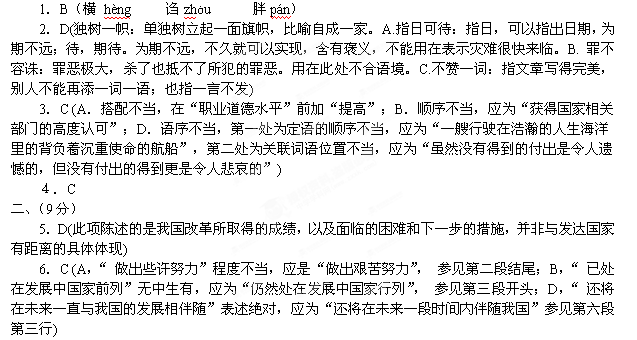 1. B(横 hèng 诌 zhōu 胖 pán)
2. D(独树一帜：单独树立起一面旗帜，比喻自成一家。A.指日可待：指日，可以指出日期，为
期不远；待，期待。为期不远，不久就可以实现，含有褒义，不能用在表示灾难很快来临。B. 罪不
容诛：罪恶极大，杀了也抵不了所犯的罪恶。用在此处不合语境。C.不赞一词：指文章写得完美，
别人不能再添一词一语；也指一言不发)
3. C(A．搭配不当，在“职业道德水平”前加“提高”；B．顺序不当，应为“获得国家相关
部门的高度认可”；D．语序不当，第一处为定语的顺序不当，应为“一艘行驶在浩瀚的人生海洋
里的背负着沉重使命的航船”，第二处为关联词语位置不当，应为“虽然没有得到的付出是令人遗
憾的，但没有付出的得到更是令人悲哀的”)
4．C
二、（9分）
5. D(此项陈述的是我国改革所取得的成绩，以及面临的困难和下一步的措施，并非与发达国家
有距离的具体体现)
6. C(A，“ 做出些许努力”程度不当，应是“做出艰苦努力”， 参见第二段结尾；B，“ 已处
在发展中国家前列”无中生有，应为“仍然处在发展中国家行列”， 参见第三段开头；D，“ 还将
在未来一直与我国的发展相伴随”表述绝对，应为“还将在未来一段时间内伴随我国”参见第六段
第三行)